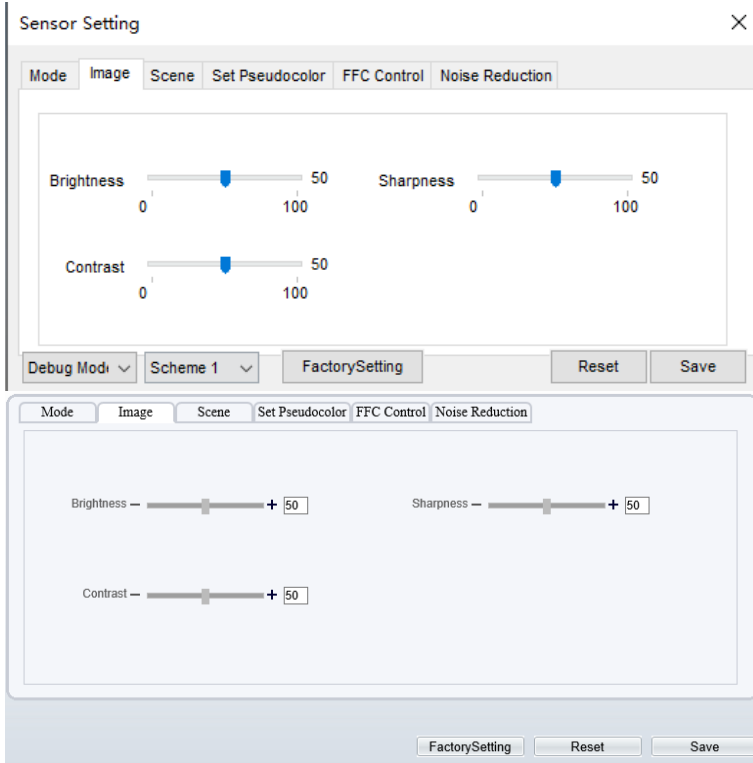 Sensor Setting
Mode Image Scene Set Pseudocolor FFC Control Noise Reduction
Brightness 50 Sharpness 50
0 100 0 100
Contrast 50
0 100
Debug Mode Scheme 1 FactorySetting Reset Save
Mode Image Scene Set Pseudocolor FFC Control Noise Reduction
Brightness − + 50 Sharpness − + 50
Contrast − + 50
FactorySetting Reset Save